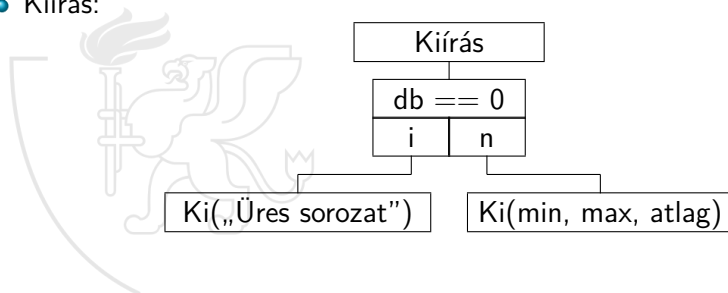 Kiírás:
Kiírás
db == 0
i n
Ki(„Üres sorozat”) Ki(min, max, atlag)